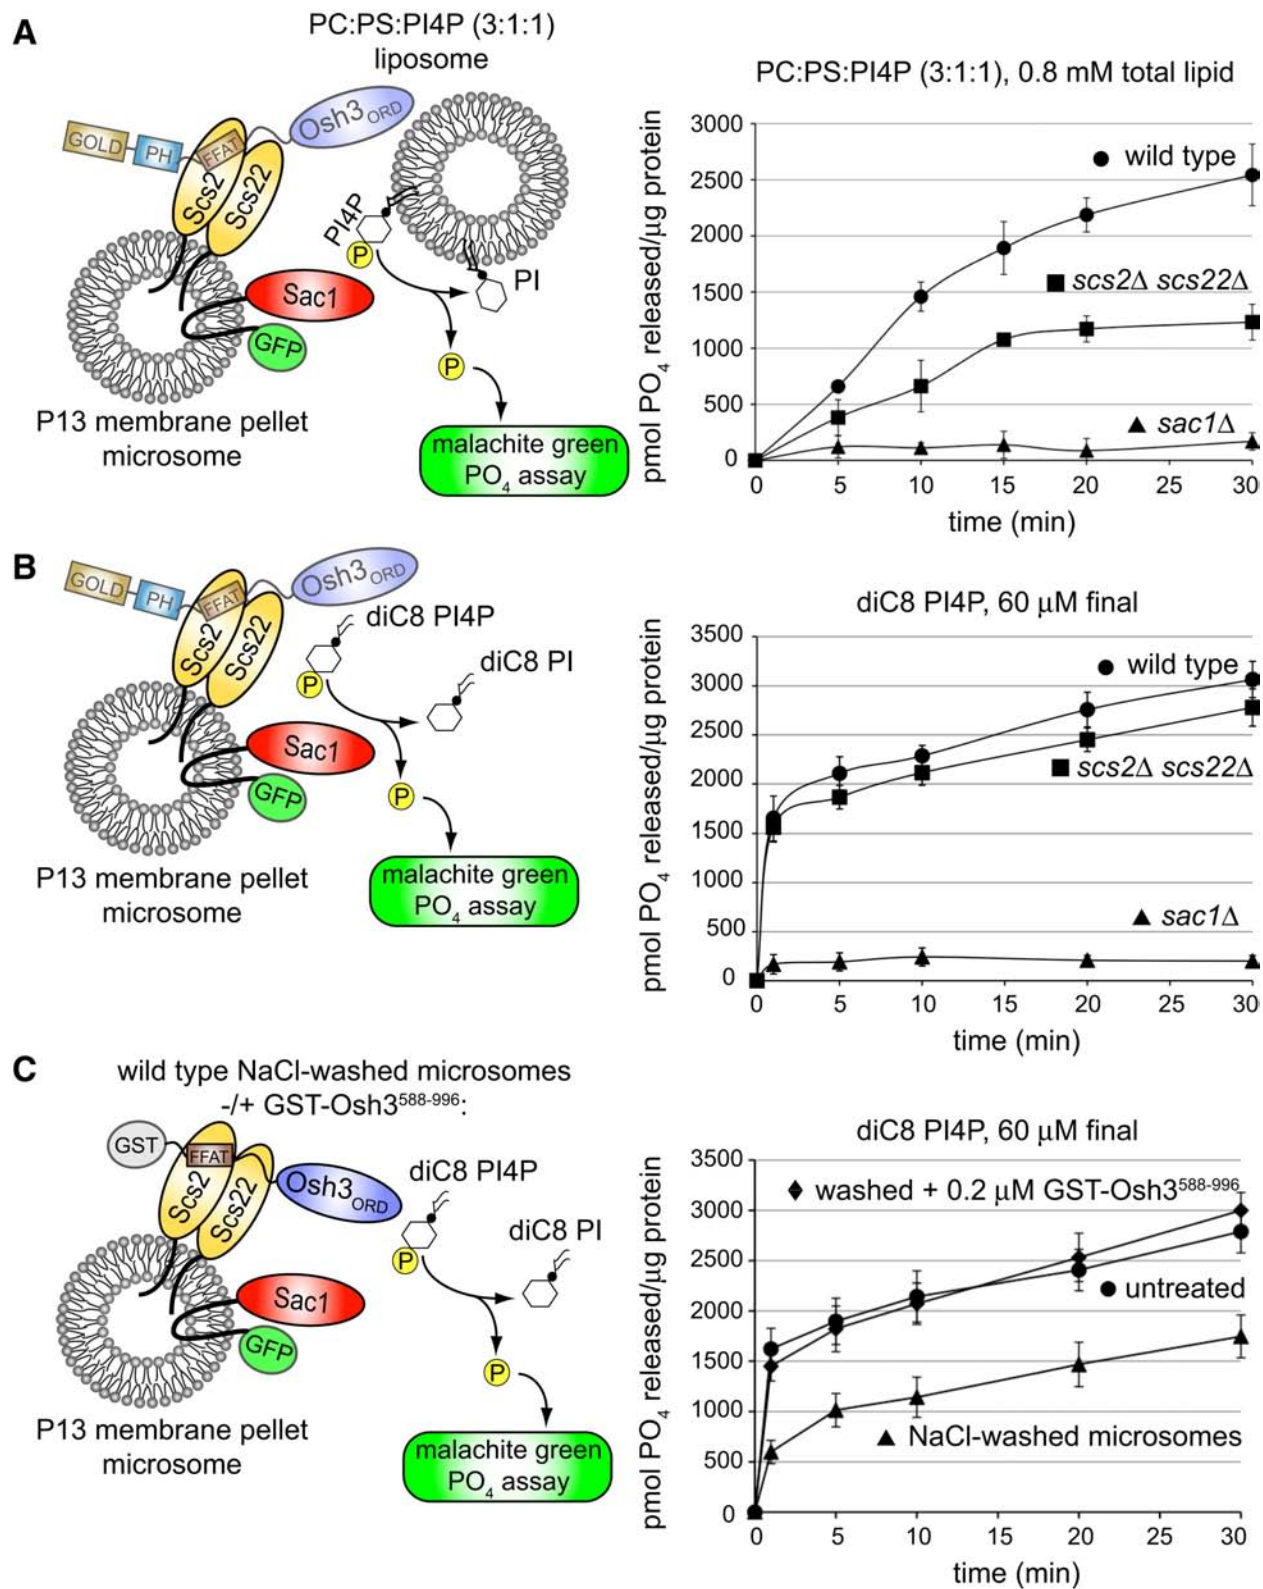 A
PC:PS:PI4P (3:1:1)
liposome
GOLD
PH
FFAT
Osh3ORD
Scs2
Scs22
PI4P
P
PI
Sac1
GFP
P
P13 membrane pellet
microsome
malachite green
PO4 assay
PC:PS:PI4P (3:1:1), 0.8 mM total lipid
pmol PO4 released/μg protein
3000
2500
2000
1500
1000
500
0
wild type
scs2Δ scs22Δ
sac1Δ
0 5 10 15 20 25 30
time (min)
B
GOLD
PH
FFAT
Osh3ORD
Scs2
Scs22
diC8 PI4P
P
diC8 PI
Sac1
GFP
P
P13 membrane pellet
microsome
malachite green
PO4 assay
diC8 PI4P, 60 μM final
pmol PO4 released/μg protein
3500
3000
2500
2000
1500
1000
500
0
wild type
scs2Δ scs22Δ
sac1Δ
0 5 10 15 20 25 30
time (min)
C
wild type NaCl-washed microsomes
-/+ GST-Osh3588-996:
GST
FFAT
Osh3ORD
Scs2
Scs22
diC8 PI4P
P
diC8 PI
Sac1
GFP
P
P13 membrane pellet
microsome
malachite green
PO4 assay
diC8 PI4P, 60 μM final
pmol PO4 released/μg protein
3500
3000
2500
2000
1500
1000
500
0
washed + 0.2 μM GST-Osh3588-996
untreated
NaCl-washed microsomes
0 5 10 15 20 25 30
time (min)